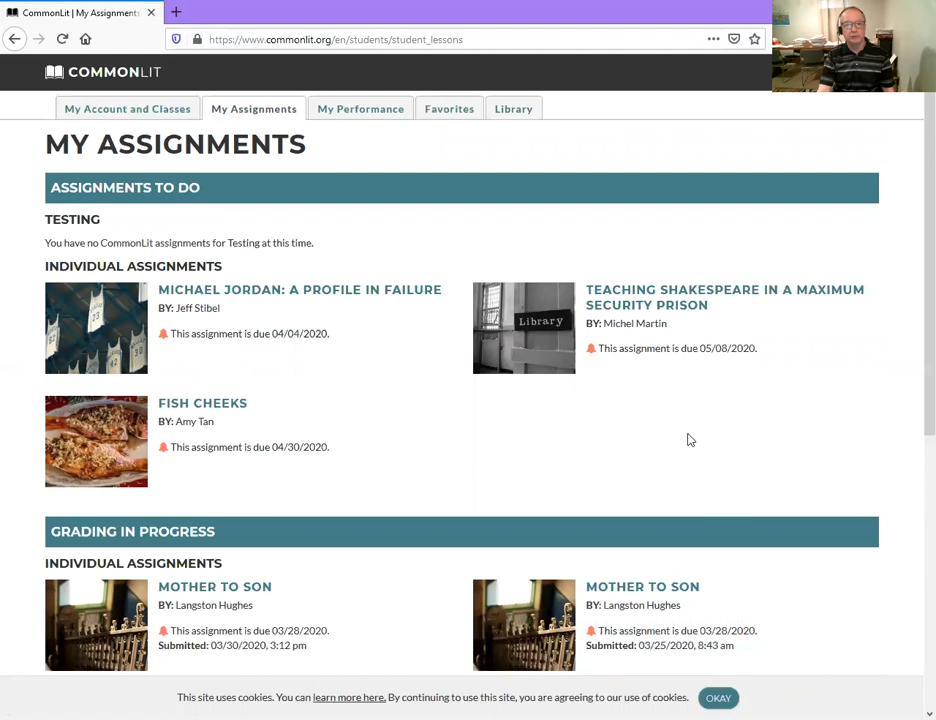 CommonLit | My Assignments
https://www.commonlit.org/en/students/student_lessons
COMMONLIT
My Account and Classes
My Assignments
My Performance
Favorites
Library
MY ASSIGNMENTS
ASSIGNMENTS TO DO
TESTING
You have no CommonLit assignments for Testing at this time.
INDIVIDUAL ASSIGNMENTS
MICHAEL JORDAN: A PROFILE IN FAILURE
BY: Jeff Stibel
This assignment is due 04/04/2020.
Library
TEACHING SHAKESPEARE IN A MAXIMUM
SECURITY PRISON
BY: Michel Martin
This assignment is due 05/08/2020.
FISH CHEEKS
BY: Amy Tan
This assignment is due 04/30/2020.
GRADING IN PROGRESS
INDIVIDUAL ASSIGNMENTS
MOTHER TO SON
BY: Langston Hughes
This assignment is due 03/28/2020.
Submitted: 03/30/2020, 3:12 pm
MOTHER TO SON
BY: Langston Hughes
This assignment is due 03/28/2020.
Submitted: 03/25/2020, 8:43 am
This site uses cookies. You can learn more here. By continuing to use this site, you are agreeing to our use of cookies.
OKAY